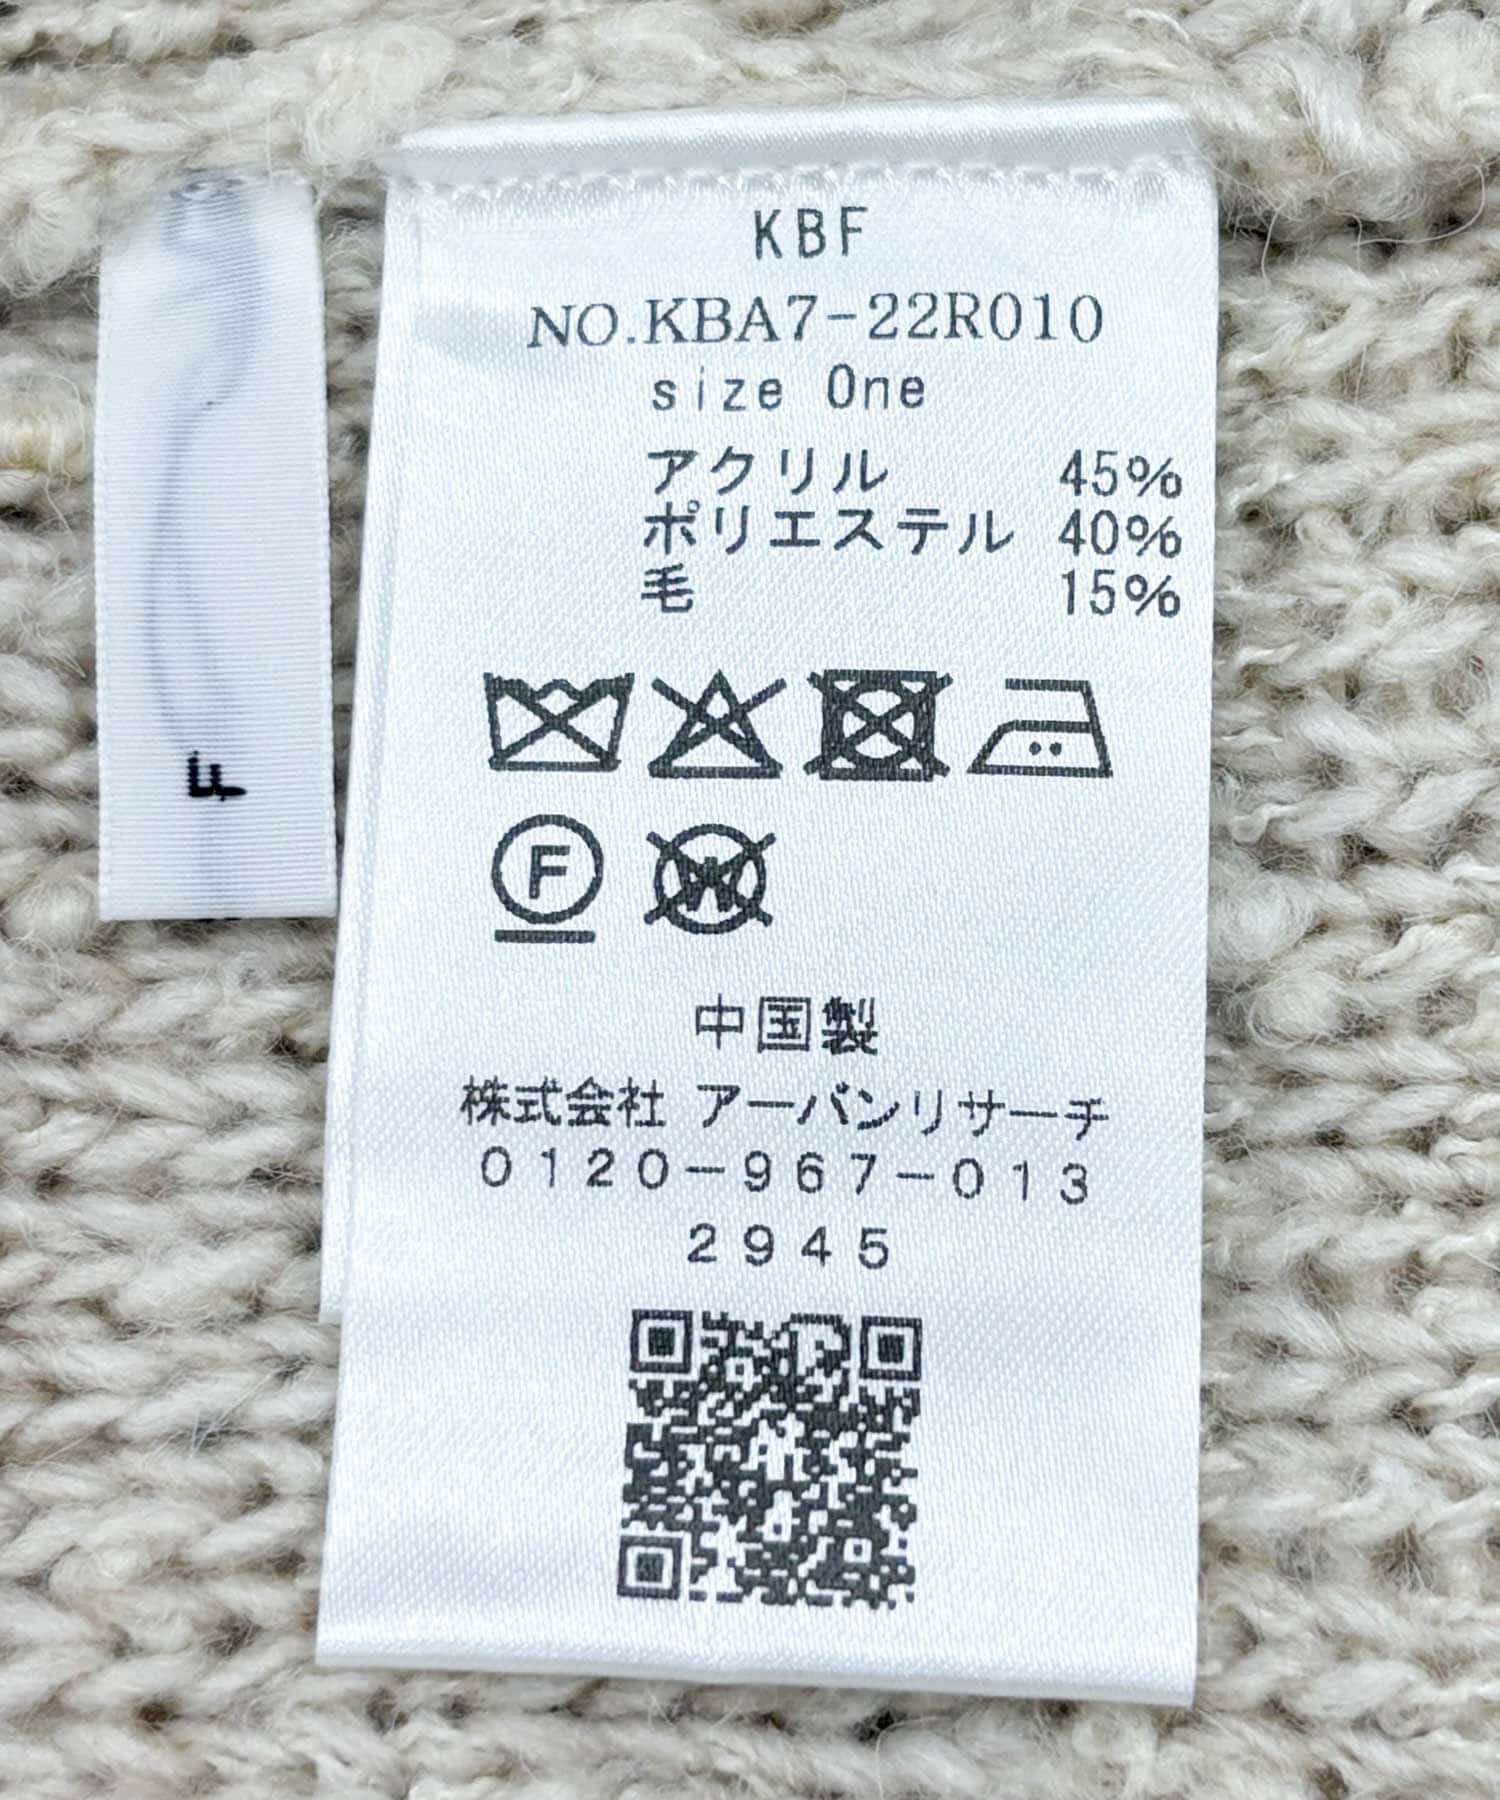 KBF
NO.KBA7-22R010
size One
アクリル 45%
ポリエステル 40%
毛 15%
F
W
中国製
株式会社 アーバンリサーチ
0120-967-013
2945
F